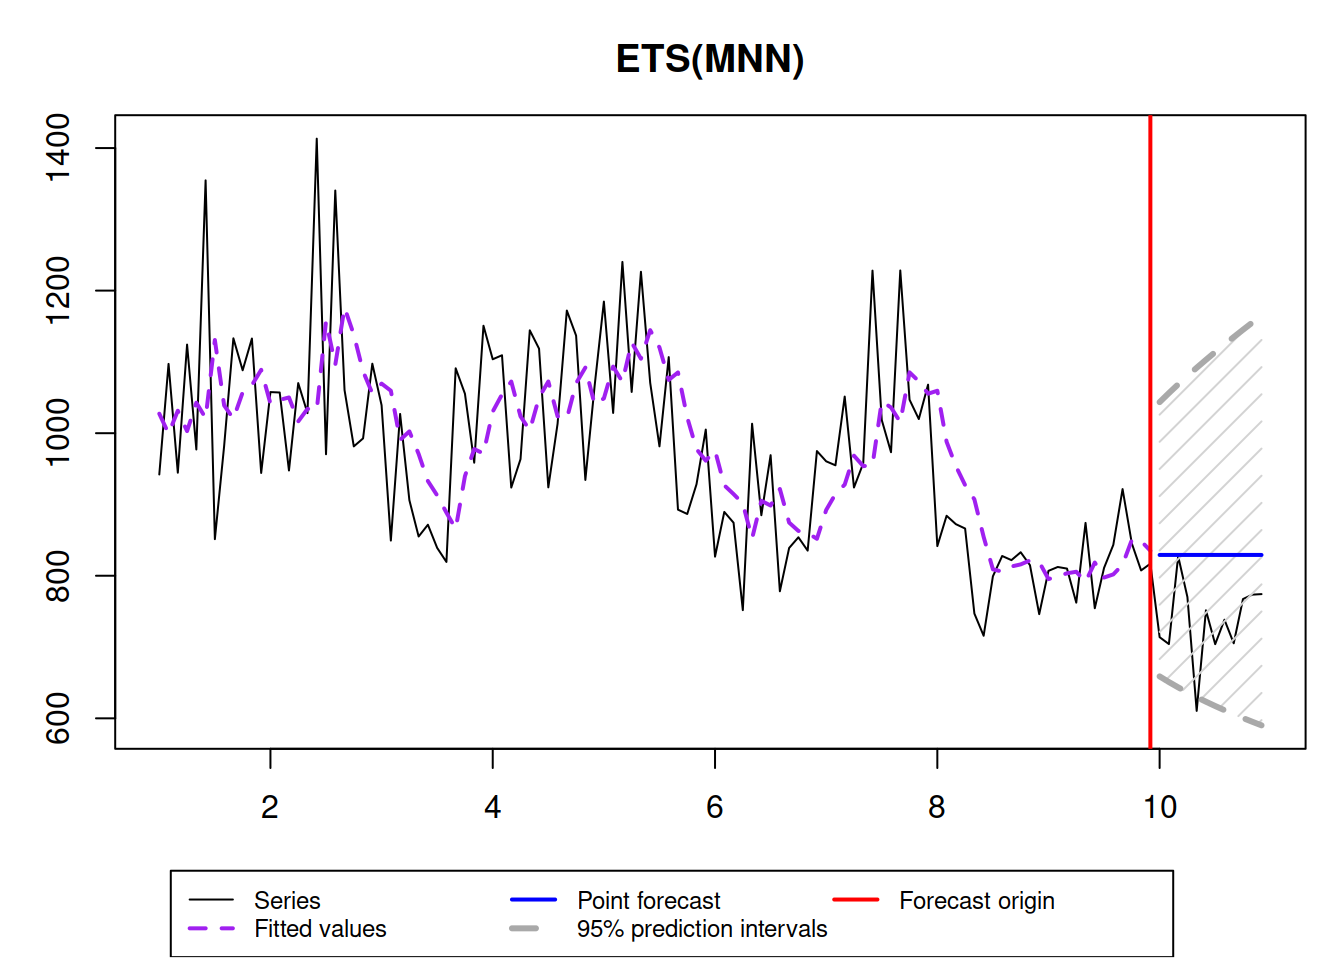 ETS(MNN)
1400
1200
1000
800
600
2 4 6 8 10
Series Point forecast Forecast origin
Fitted values 95% prediction intervals